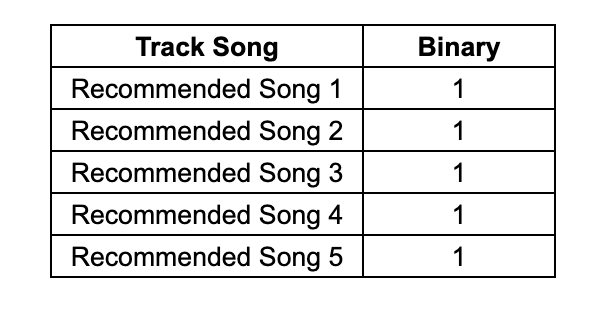 Track Song Binary
Recommended Song 1 1
Recommended Song 2 1
Recommended Song 3 1
Recommended Song 4 1
Recommended Song 5 1